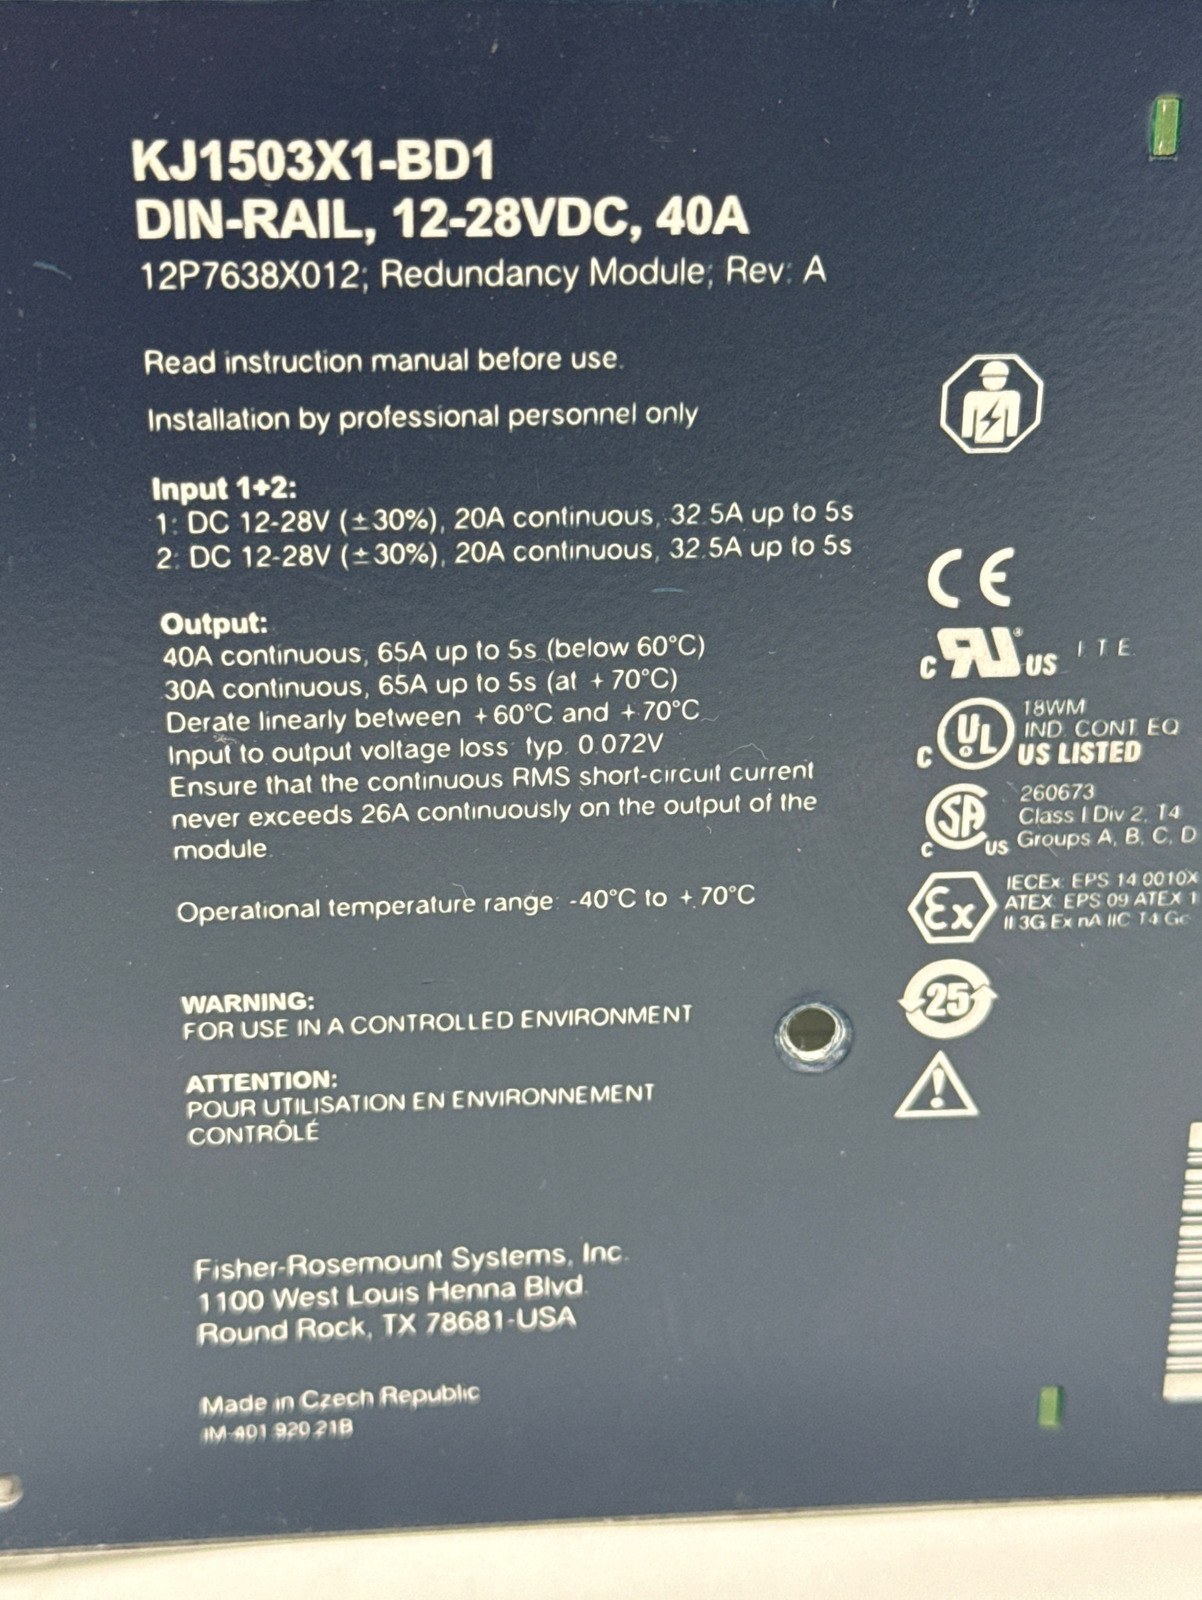 KJ1503X1-BD1
DIN-RAIL, 12-28VDC, 40A
12P7638X012; Redundancy Module; Rev: A
Read instruction manual before use.
Installation by professional personnel only
Input 1+2:
1: DC 12-28V (±30%), 20A continuous, 32.5A up to 5s
2: DC 12-28V (±30%), 20A continuous, 32.5A up to 5s
Output:
40A continuous, 65A up to 5s (below 60°C)
30A continuous, 65A up to 5s (at +70°C)
Derate linearly between +60°C and +70°C
Input to output voltage loss: typ. 0.072V
Ensure that the continuous RMS short-circuit current
never exceeds 26A continuously on the output of the
module.
Operational temperature range: -40°C to +70°C
WARNING:
FOR USE IN A CONTROLLED ENVIRONMENT
ATTENTION:
POUR UTILISATION EN ENVIRONNEMENT
CONTRÔLÉ
Fisher-Rosemount Systems, Inc.
1100 West Louis Henna Blvd.
Round Rock, TX 78681-USA
Made in Czech Republic
IM-401.920.21B
CE
c RU® US I.T.E.
c UL 18WM
IND. CONT. EQ
US LISTED
c SA US 260673
Class I Div 2, T4
Groups A, B, C, D
Ex IECEx: EPS 14.0010X
ATEX: EPS 09 ATEX 1
II 3G Ex nA IIC T4 Gc
25